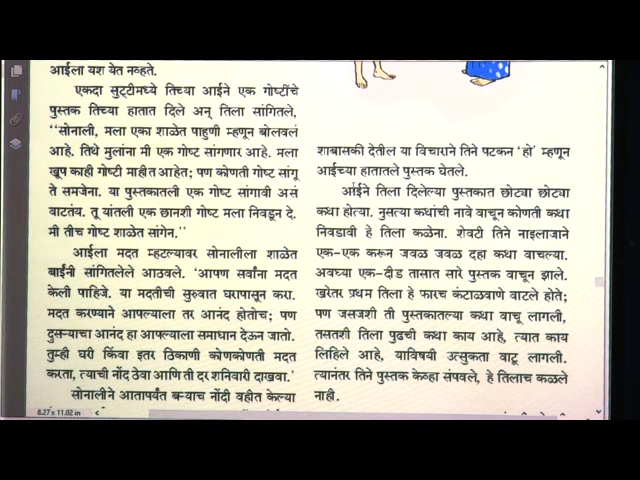 आईला यश येत नव्हते.
एकदा सुट्टीमध्ये तिच्या आईने एक गोष्टींचे
पुस्तक तिच्या हातात दिले अन् तिला सांगितले,
‘‘सोनाली, मला एका शाळेत पाहुणी म्हणून बोलवलं
आहे. तिथे मुलांना मी एक गोष्ट सांगणार आहे. मला
खूप काही गोष्टी माहीत आहेत; पण कोणती गोष्ट सांगू
ते समजेना. या पुस्तकातली एक गोष्ट सांगावी असं
वाटतंय. तू यांतली एक छानशी गोष्ट मला निवडून दे.
मी तीच गोष्ट शाळेत सांगेन.’’
आईला मदत म्हटल्यावर सोनालीला शाळेत
बाईंनी सांगितलेले आठवले. ‘आपण सर्वांना मदत
केली पाहिजे. या मदतीची सुरुवात घरापासून करा.
मदत करण्याने आपल्याला तर आनंद होतोच; पण
दुसऱ्याचा आनंद हा आपल्याला समाधान देऊन जातो.
तुम्ही घरी किंवा इतर ठिकाणी कोणकोणती मदत
करता, त्याची नोंद ठेवा आणि ती दर शनिवारी दाखवा.’
सोनालीने आतापर्यंत बऱ्याच नोंदी वहीत केल्या
शाबासकी देतील या विचाराने तिने पटकन ‘हो’ म्हणून
आईच्या हातातले पुस्तक घेतले.
आईने तिला दिलेल्या पुस्तकात छोट्या छोट्या
कथा होत्या. नुसत्या कथांची नावे वाचून कोणती कथा
निवडावी हे तिला कळेना. शेवटी तिने नाइलाजाने
एक-एक करून जवळ जवळ दहा कथा वाचल्या.
अवघ्या एक-दीड तासात सारे पुस्तक वाचून झाले.
खरेतर प्रथम तिला हे फारच कंटाळवाणे वाटले होते;
पण जसजशी ती पुस्तकातल्या कथा वाचू लागली,
तसतशी तिला पुढची कथा काय आहे, त्यात काय
लिहिले आहे, याविषयी उत्सुकता वाटू लागली.
त्यानंतर तिने पुस्तक केव्हा संपवले, हे तिलाच कळले
नाही.
8.27 x 11.02 in